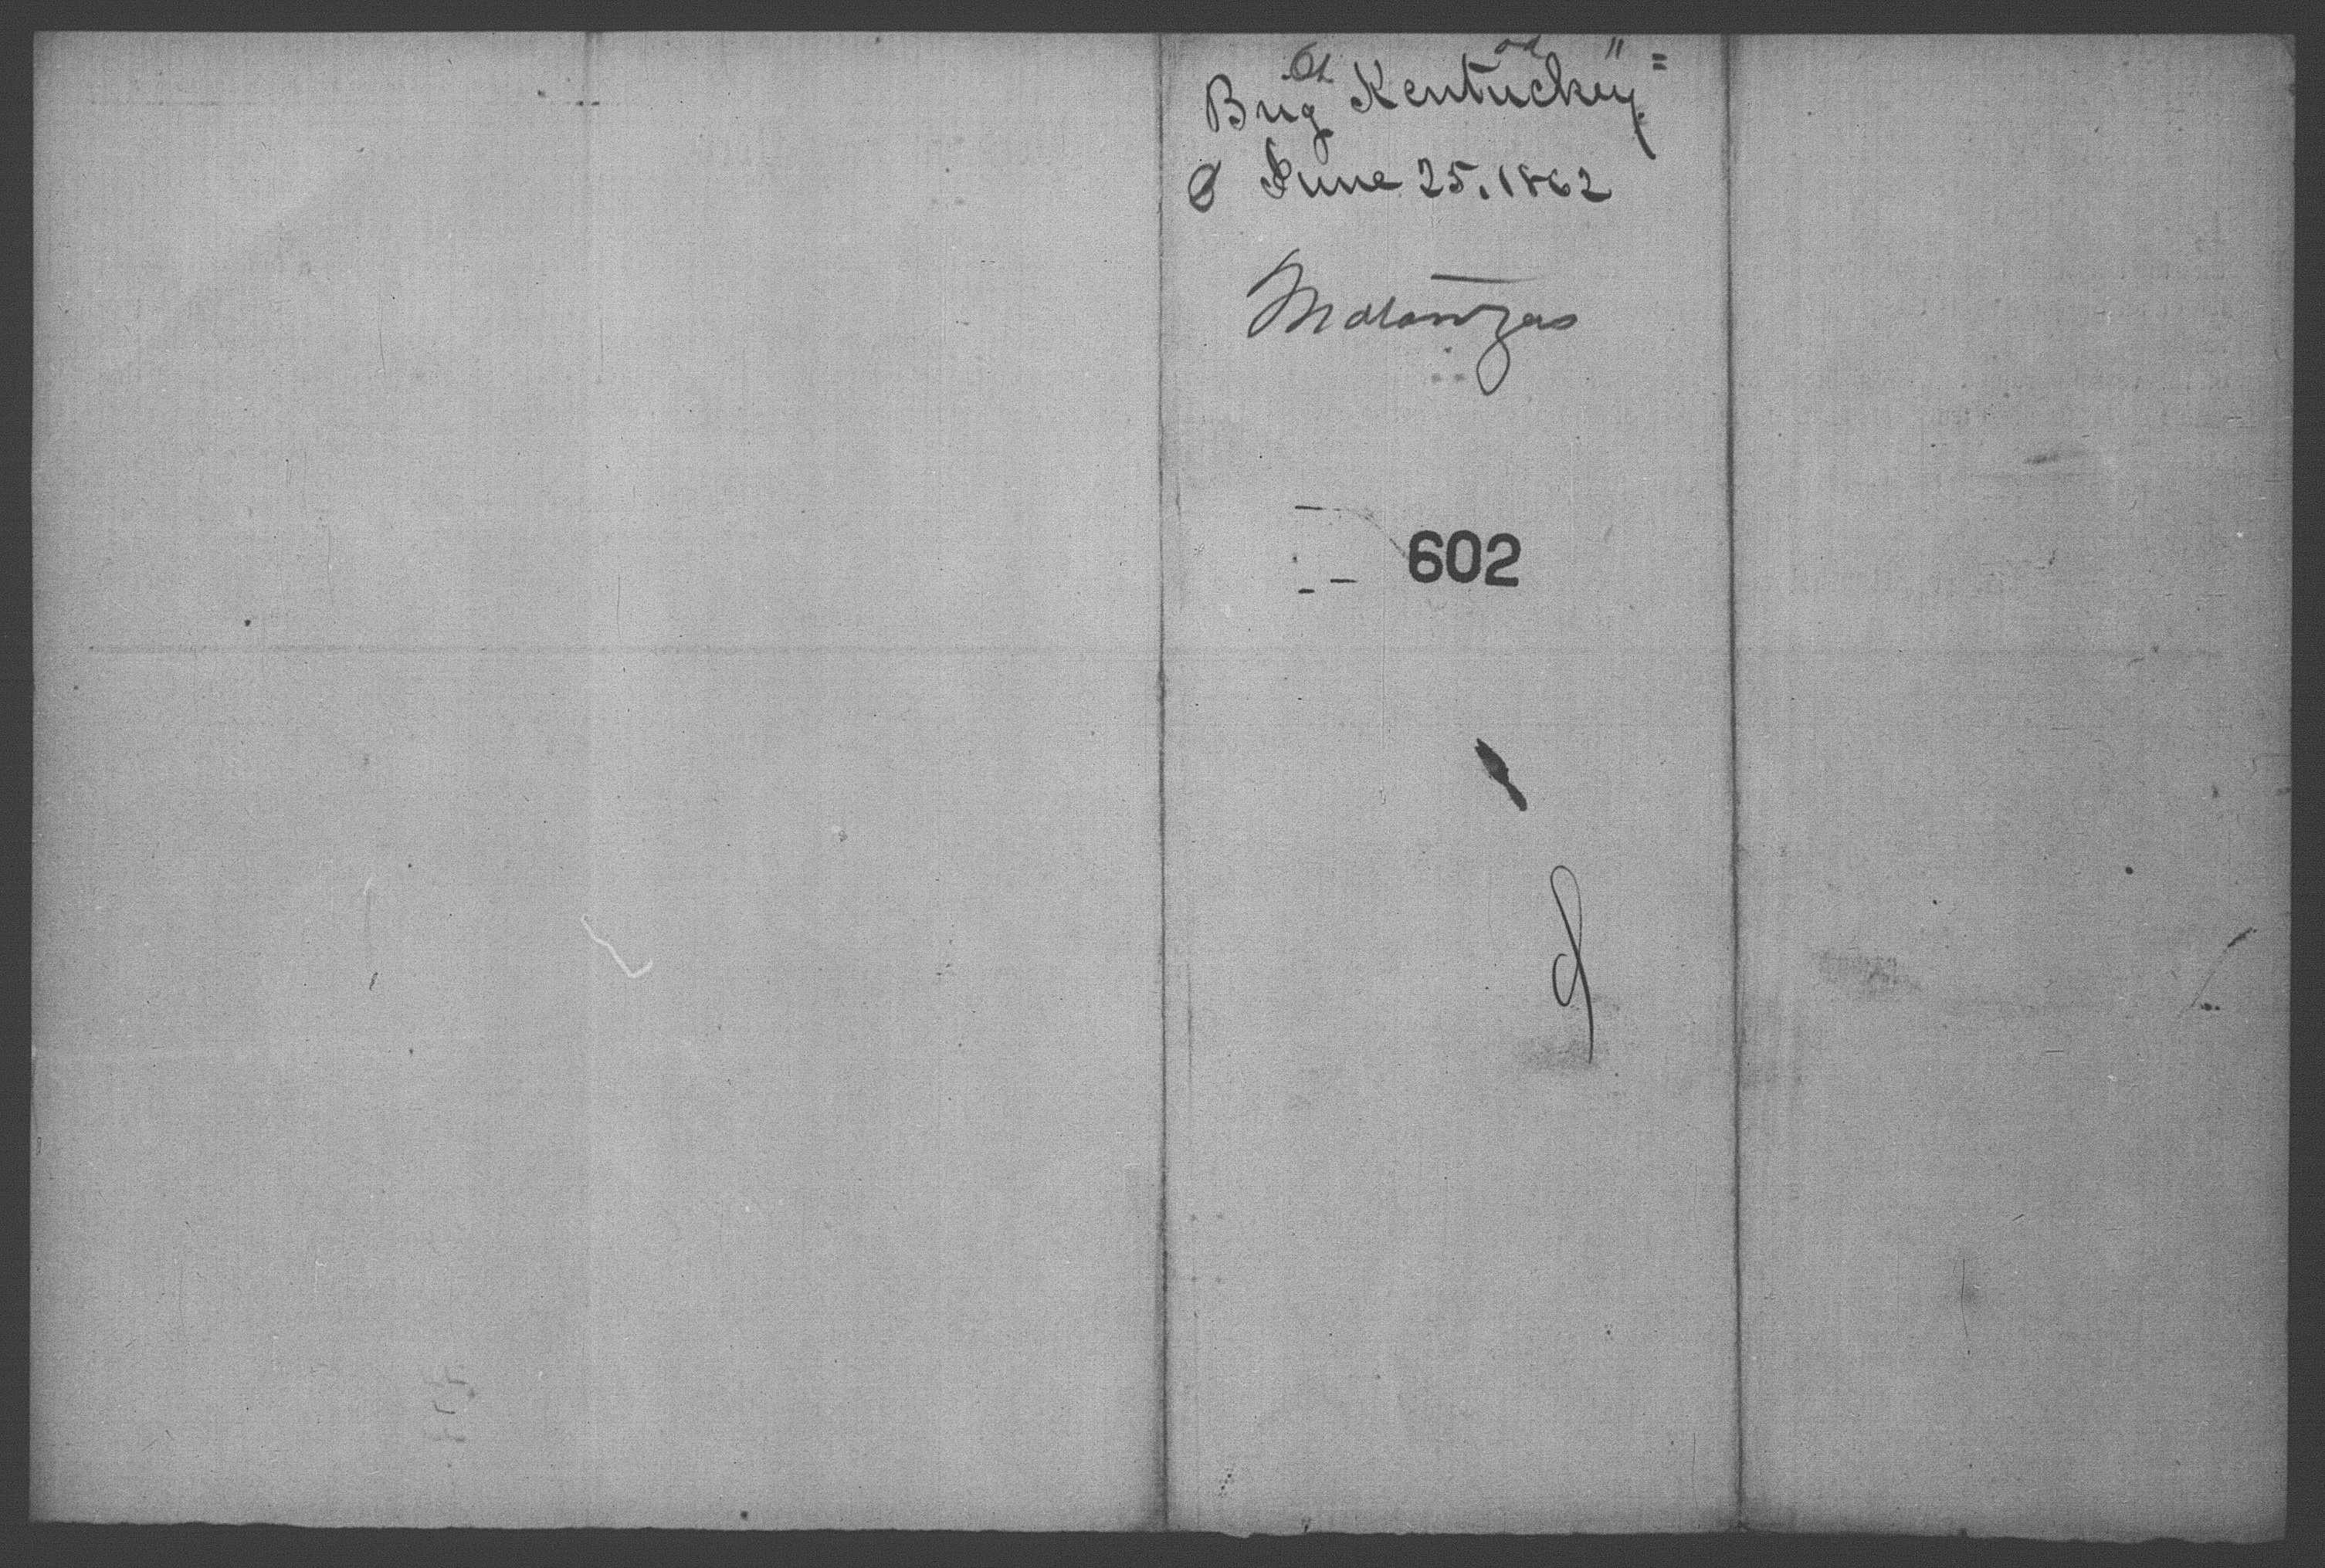 Brig Kentucky
June 25. 1862
Matanzas
602